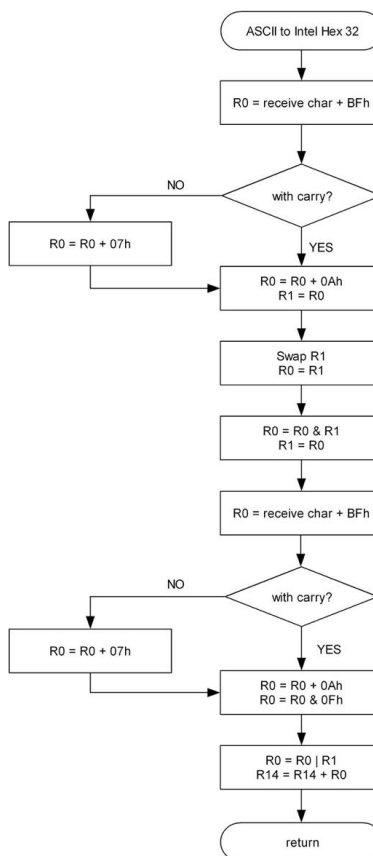 ASCII to Intel Hex 32
R0 = receive char + BFh
NO
with carry?
R0 = R0 + 07h
YES
R0 = R0 + 0Ah
R1 = R0
Swap R1
R0 = R1
R0 = R0 & R1
R1 = R0
R0 = receive char + BFh
NO
with carry?
R0 = R0 + 07h
YES
R0 = R0 + 0Ah
R0 = R0 & 0Fh
R0 = R0 | R1
R14 = R14 + R0
return